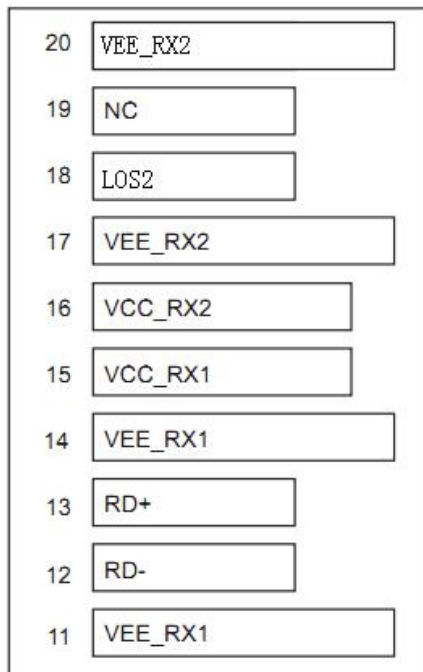 20 VEE_RX2
19 NC
18 LOS2
17 VEE_RX2
16 VCC_RX2
15 VCC_RX1
14 VEE_RX1
13 RD+
12 RD-
11 VEE_RX1